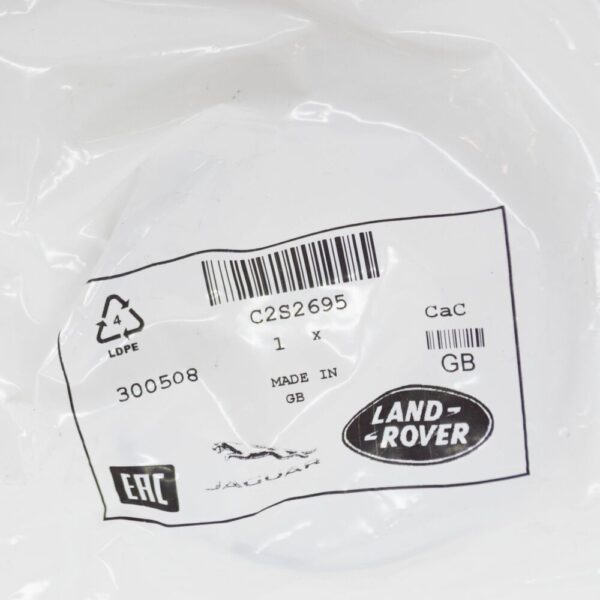 C2S2695
1 X
CaC
4
LDPE
300508
MADE IN
GB
GB
LAND-
-ROVER
JAGUAR
EAC